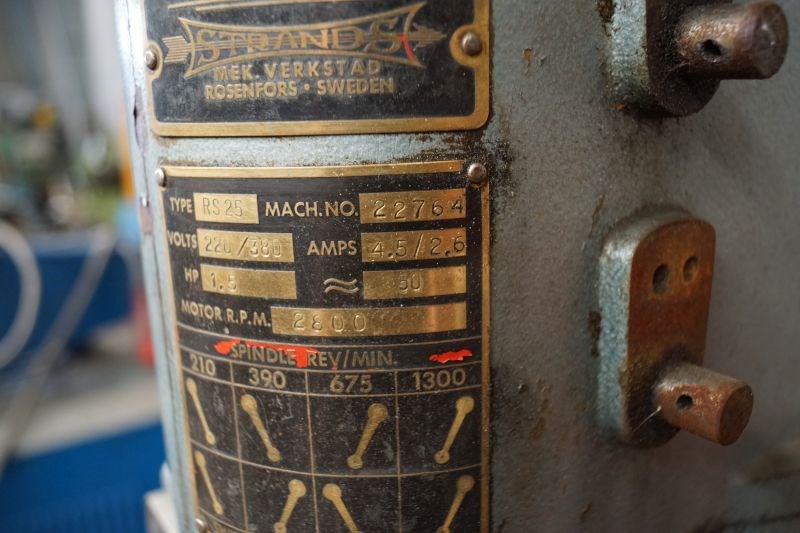 STRANDS
MEK. VERKSTAD
ROSENFORS • SWEDEN
TYPE RS 25 MACH. NO. 22764
VOLTS 220/380 AMPS 4.5/2.6
HP 1.5 ≈ 50
MOTOR R.P.M. 2800
SPINDLE REV/MIN.
210 390 675 1300